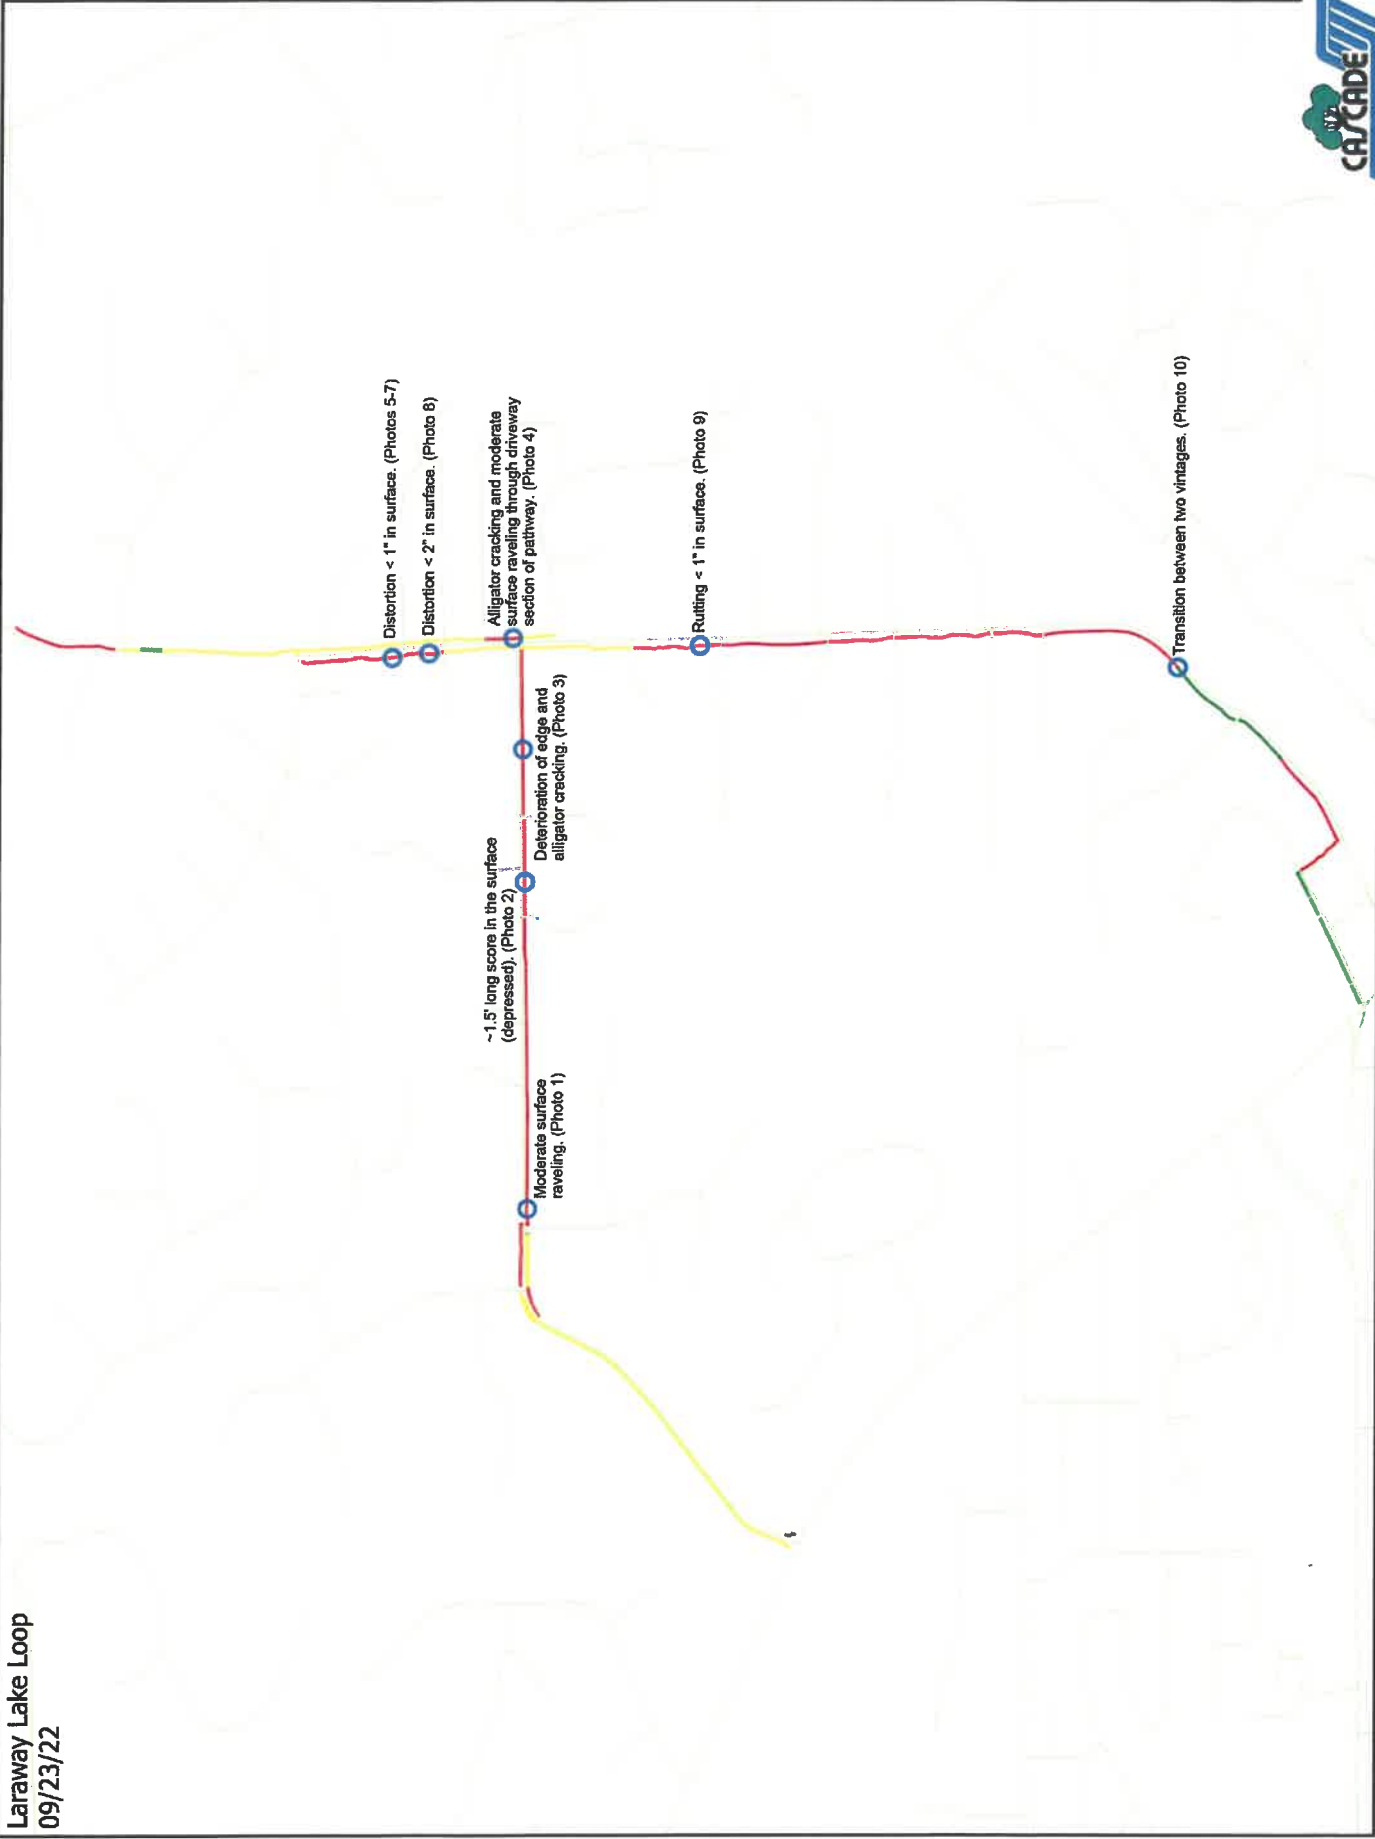 Laraway Lake Loop
09/23/22
Moderate surface
raveling. (Photo 1)
~1.5' long score in the surface
(depressed). (Photo 2)
Deterioration of edge and
alligator cracking. (Photo 3)
Alligator cracking and moderate
surface raveling through driveway
section of pathway. (Photo 4)
Distortion < 1" in surface. (Photos 5-7)
Distortion < 2" in surface. (Photo 8)
Rutting < 1" in surface. (Photo 9)
Transition between two vintages. (Photo 10)
CASCADE